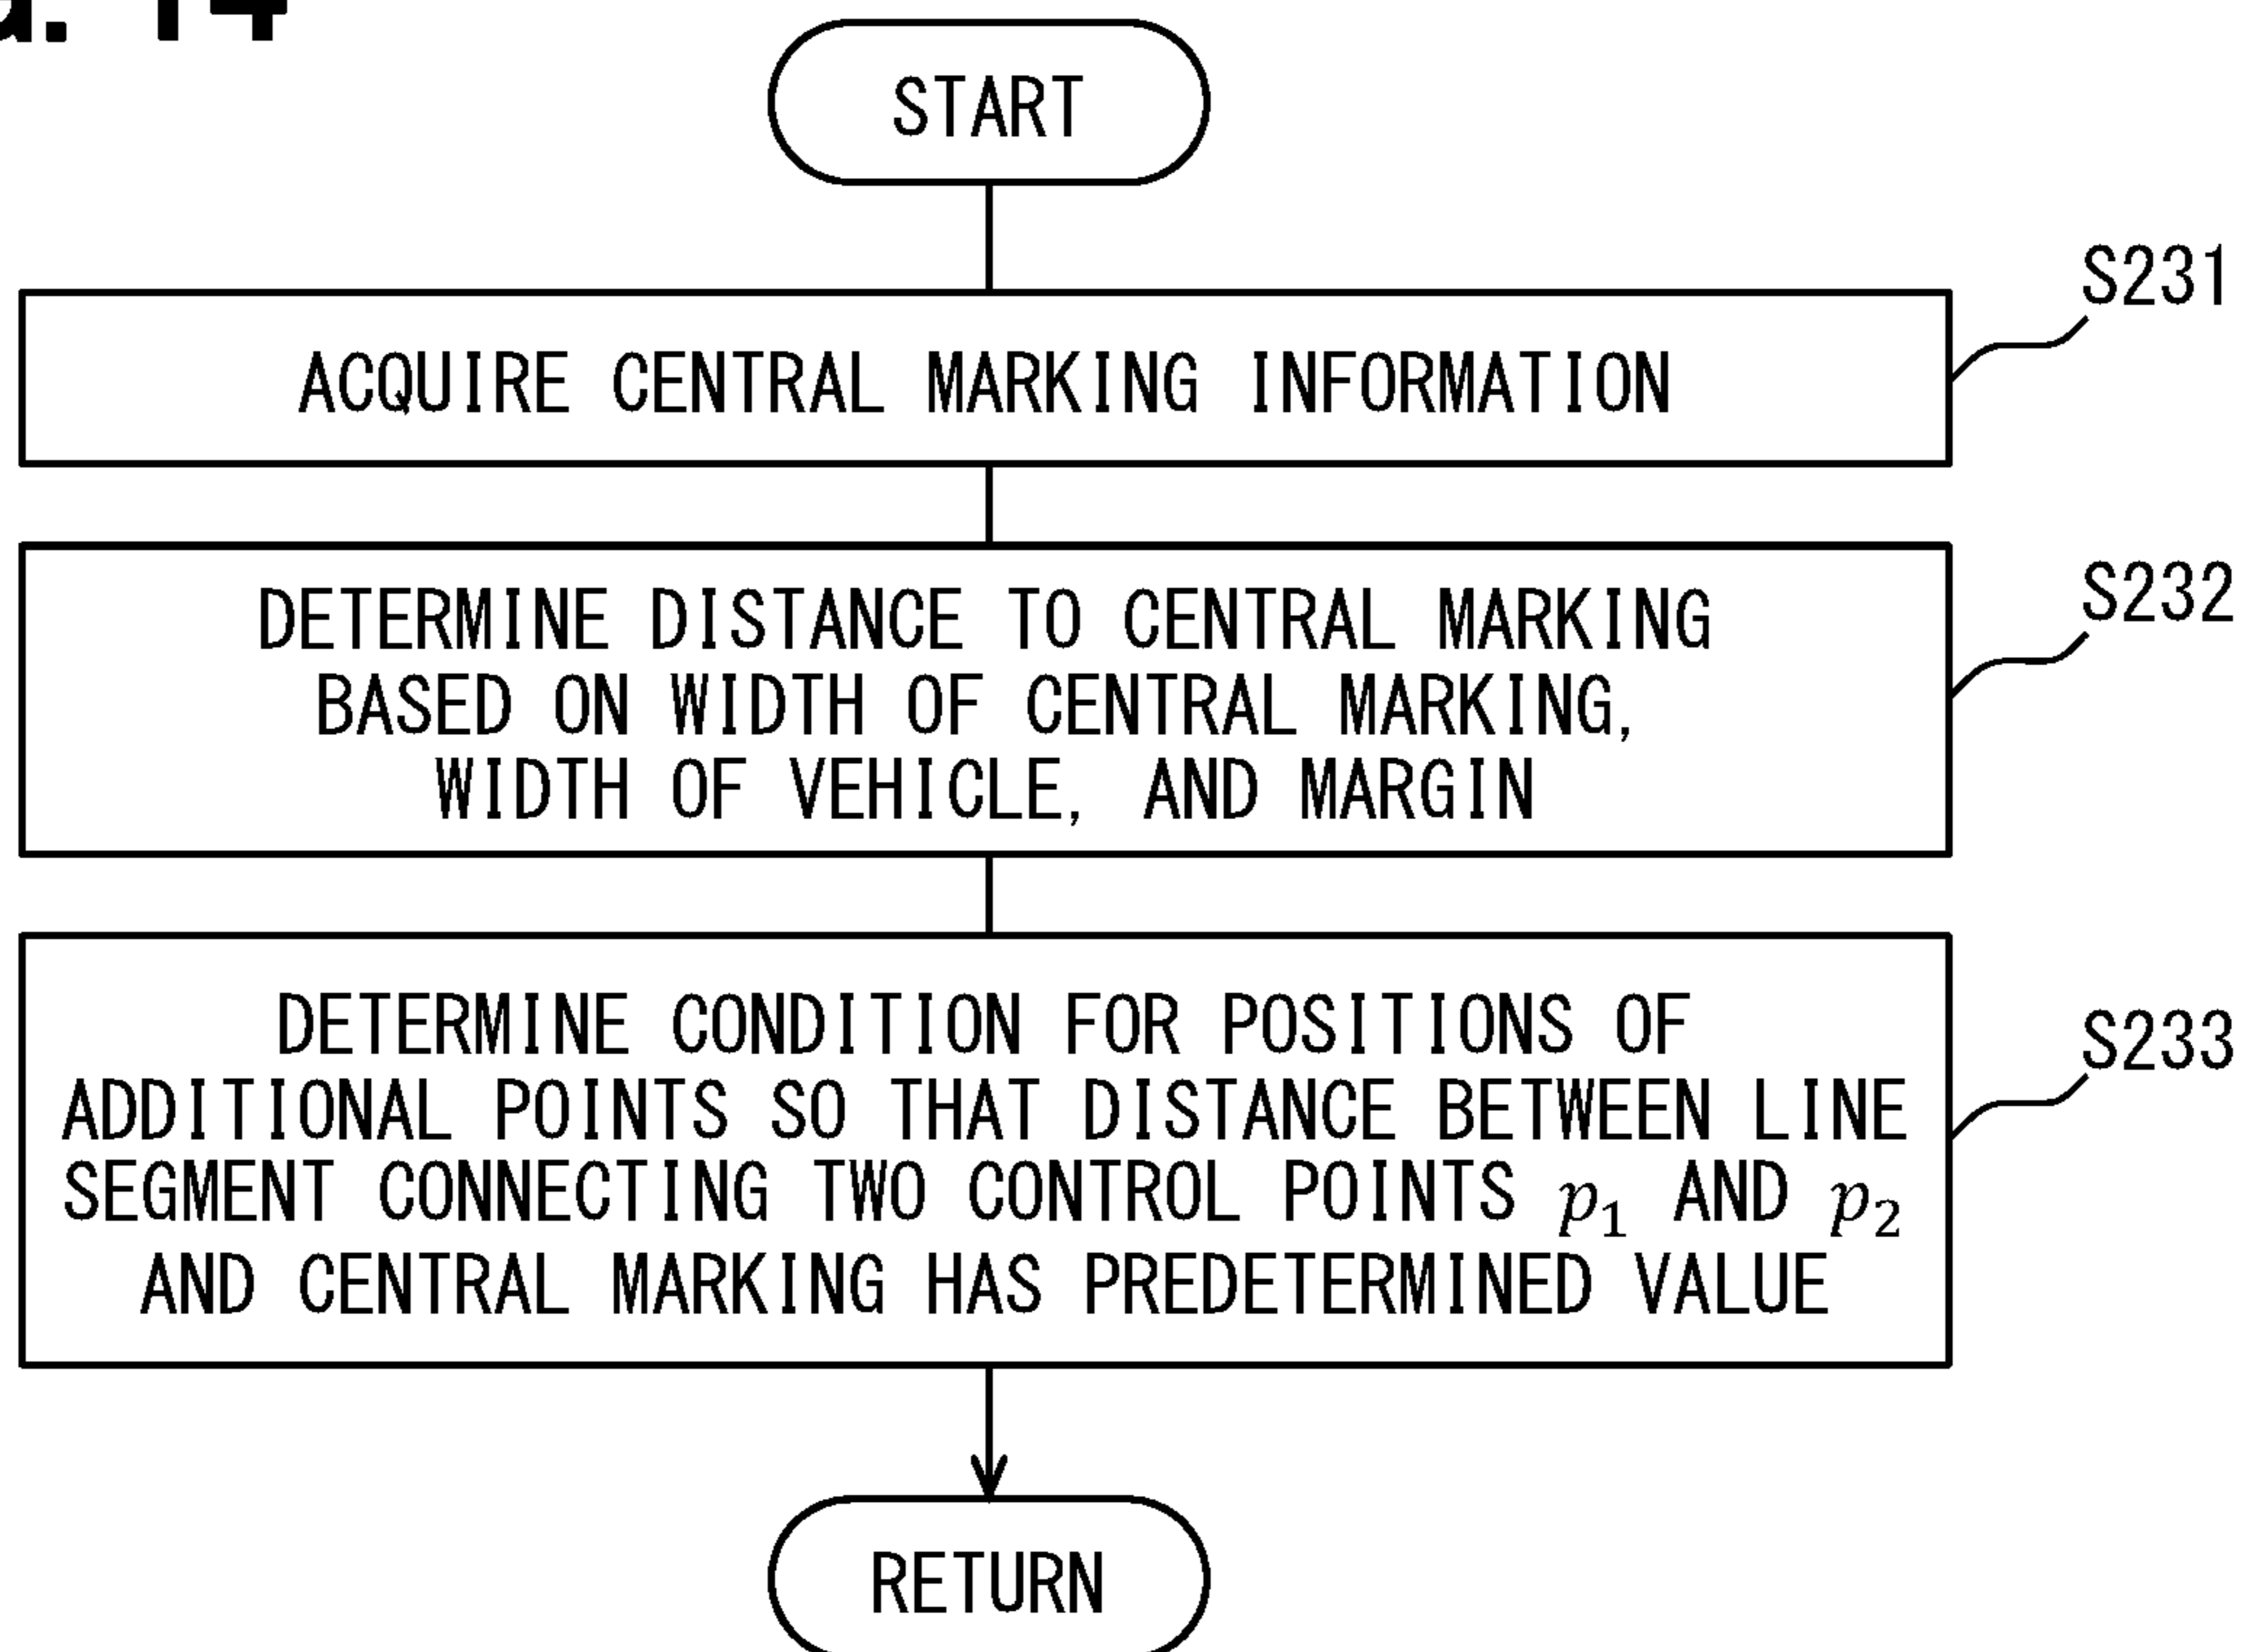 14
START
S231
ACQUIRE CENTRAL MARKING INFORMATION
S232
DETERMINE DISTANCE TO CENTRAL MARKING
BASED ON WIDTH OF CENTRAL MARKING,
WIDTH OF VEHICLE, AND MARGIN
S233
DETERMINE CONDITION FOR POSITIONS OF
ADDITIONAL POINTS SO THAT DISTANCE BETWEEN LINE
SEGMENT CONNECTING TWO CONTROL POINTS p₁ AND p₂
AND CENTRAL MARKING HAS PREDETERMINED VALUE
RETURN